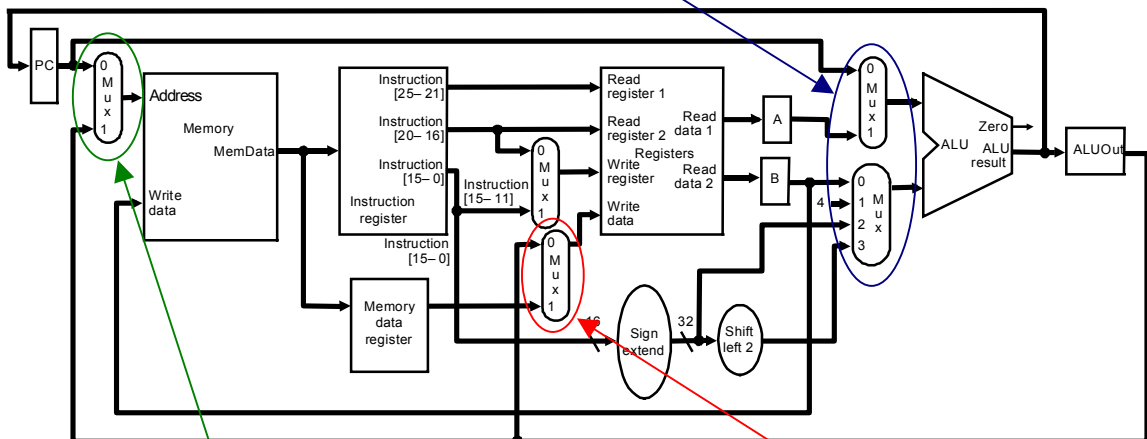 PC
0
M
u
x
1
Address
Memory
MemData
Write
data
Instruction
[25– 21]
Instruction
[20– 16]
Instruction
[15– 0]
Instruction
register
Instruction
[15– 11]
Instruction
[15– 0]
0
M
u
x
1
0
M
u
x
1
Memory
data
register
Read
register 1
Read
register 2
Write
register
Write
data
Registers
Read
data 1
Read
data 2
A
B
16
Sign
extend
32
Shift
left 2
0
M
u
x
1
4
0
1
2
3
M
u
x
ALU
Zero
ALU
result
ALUOut